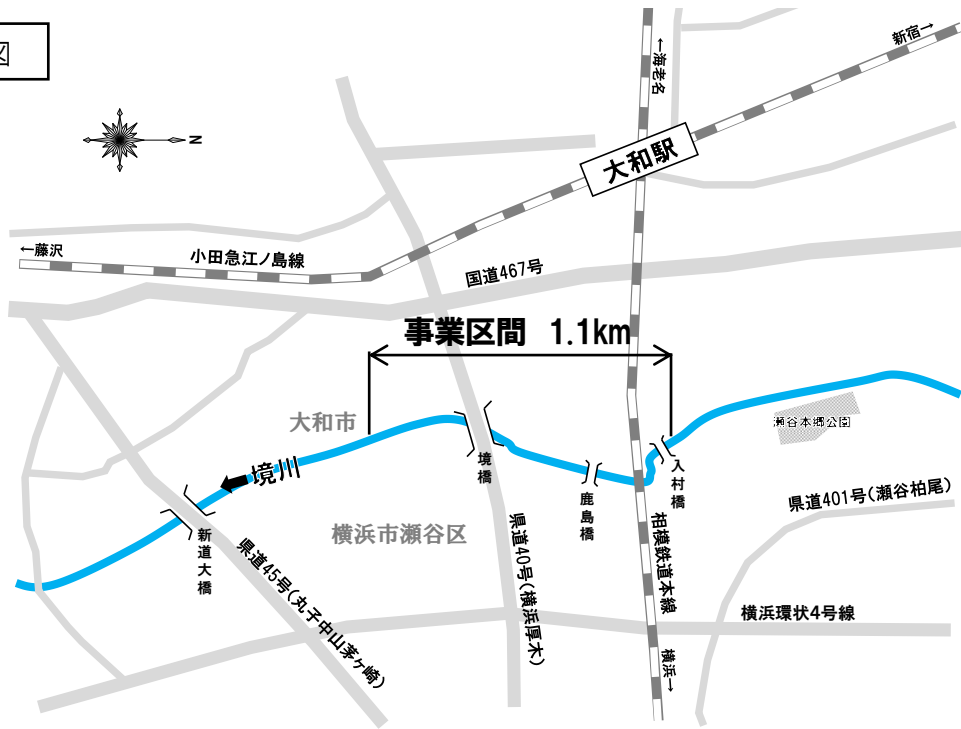 図
新宿→
←海老名
N
大和駅
←藤沢
小田急江ノ島線
国道467号
事業区間 1.1km
大和市
瀬谷本郷公園
境川
境橋
入村橋
鹿島橋
県道401号(瀬谷柏尾)
新道大橋
横浜市瀬谷区
県道45号(丸子中山茅ヶ崎)
県道40号(横浜厚木)
相模鉄道本線
横浜環状4号線
横浜→